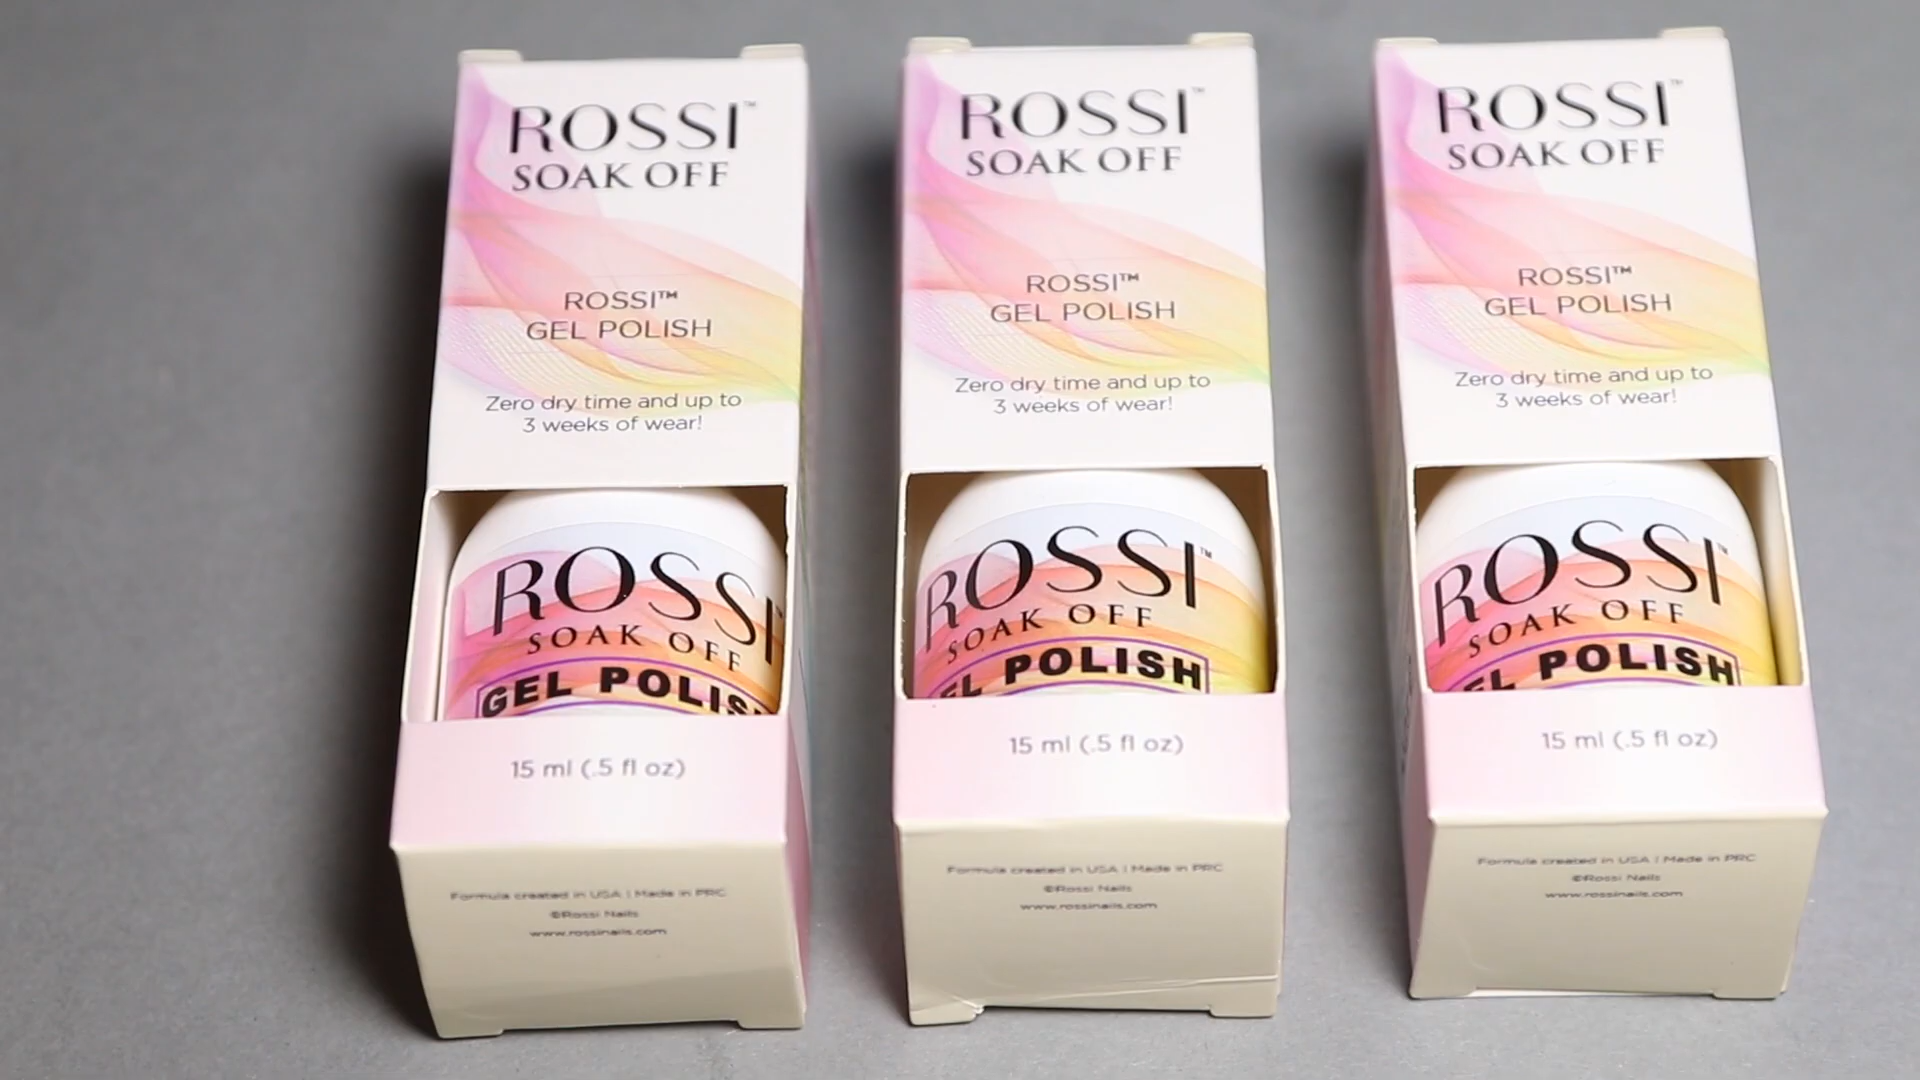 ROSSI™
SOAK OFF
ROSSI™
GEL POLISH
Zero dry time and up to
3 weeks of wear!
ROSSI™
SOAK OFF
GEL POLIS
15 ml (.5 fl oz)
Formula created in USA | Made in PRC
©Rossi Nails
www.rossinails.com
ROSSI™
SOAK OFF
ROSSI™
GEL POLISH
Zero dry time and up to
3 weeks of wear!
ROSSI™
SOAK OFF
EL POLISH
15 ml (.5 fl oz)
Formula created in USA | Made in PRC
©Rossi Nails
www.rossinails.com
ROSSI™
SOAK OFF
ROSSI™
GEL POLISH
Zero dry time and up to
3 weeks of wear!
ROSSI™
SOAK OFF
EL POLISH
15 ml (.5 fl oz)
Formula created in USA | Made in PRC
©Rossi Nails
www.rossinails.com